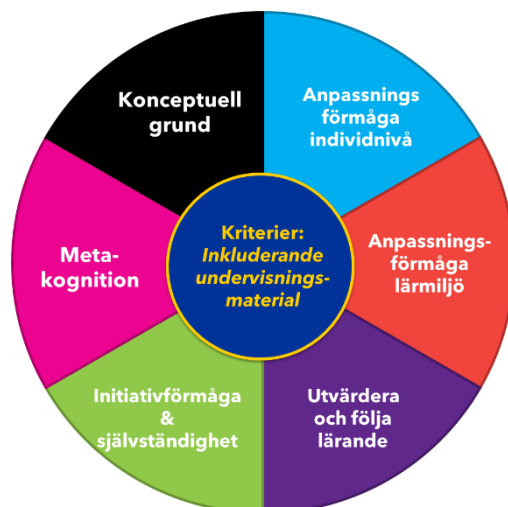 Konceptuell
grund
Anpassnings
förmåga
individnivå
Anpassnings-
förmåga
lärmiljö
Utvärdera
och följa
lärande
Initiativförmåga
&
självständighet
Meta-
kognition
Kriterier:
Inkluderande
undervisnings-
material